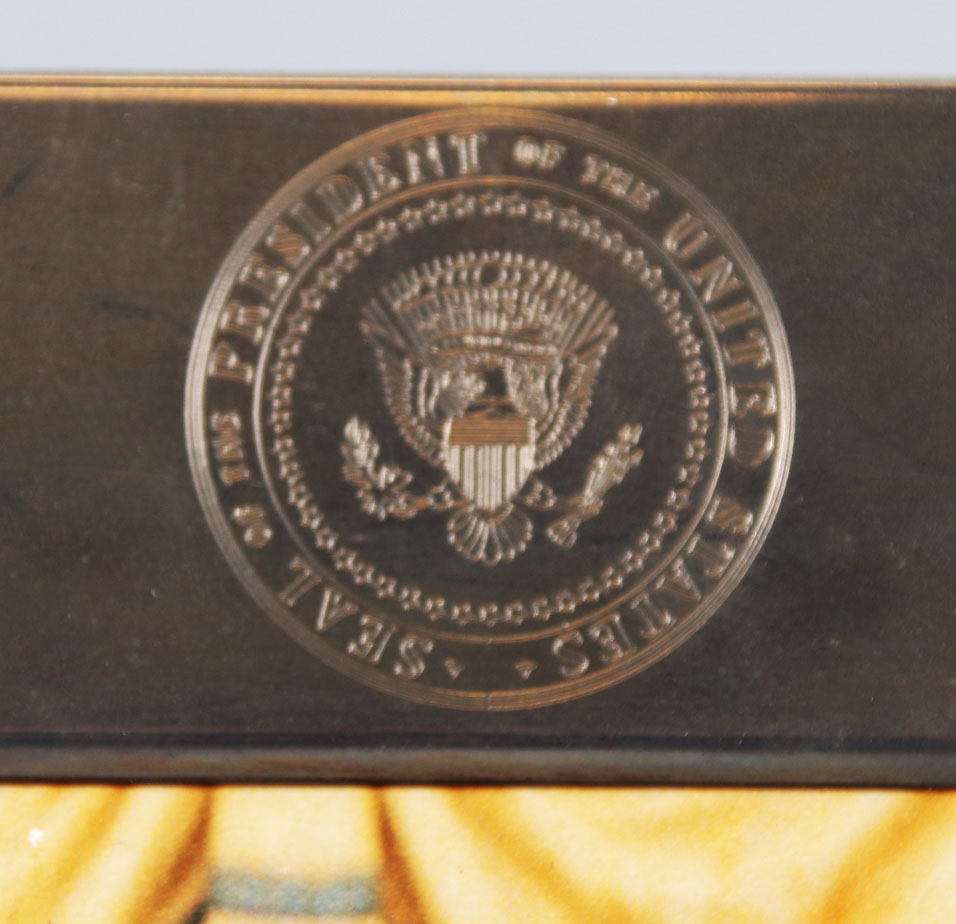 SEAL OF THE PRESIDENT OF THE UNITED STATES